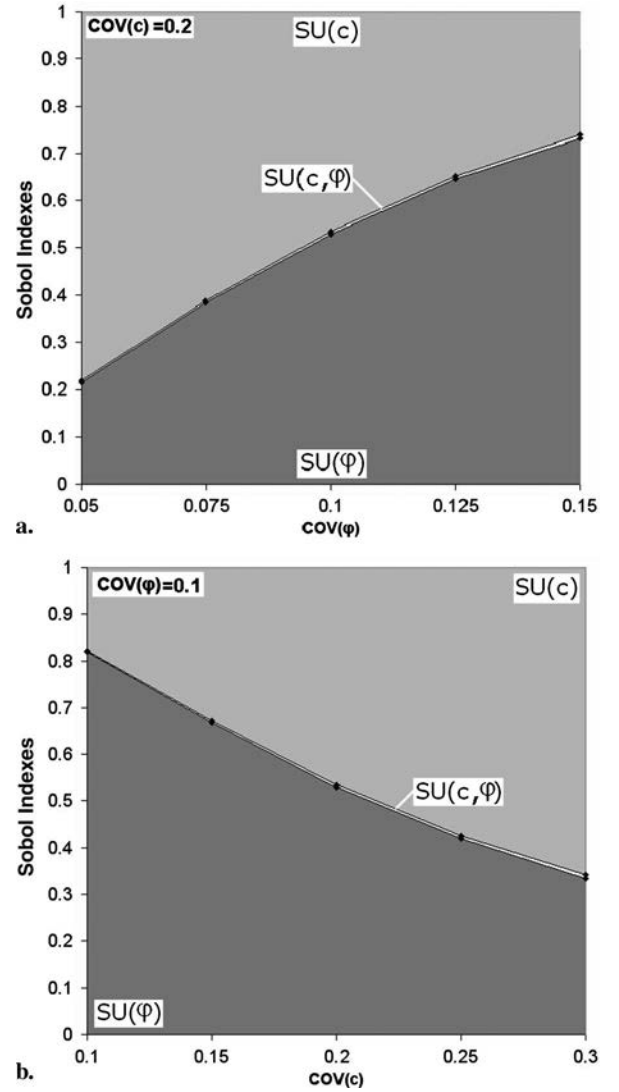 1
COV(c)=0.2
SU(c)
0.9
0.8
0.7
SU(c,φ)
0.6
0.5
0.4
0.3
0.2
0.1
SU(φ)
0
Sobol Indexes
0.05 0.075 0.1 0.125 0.15
COV(φ)
a.
1
COV(φ)=0.1
SU(c)
0.9
0.8
0.7
0.6
SU(c,φ)
0.5
0.4
0.3
0.2
0.1
SU(φ)
0
Sobol Indexes
0.1 0.15 0.2 0.25 0.3
COV(c)
b.